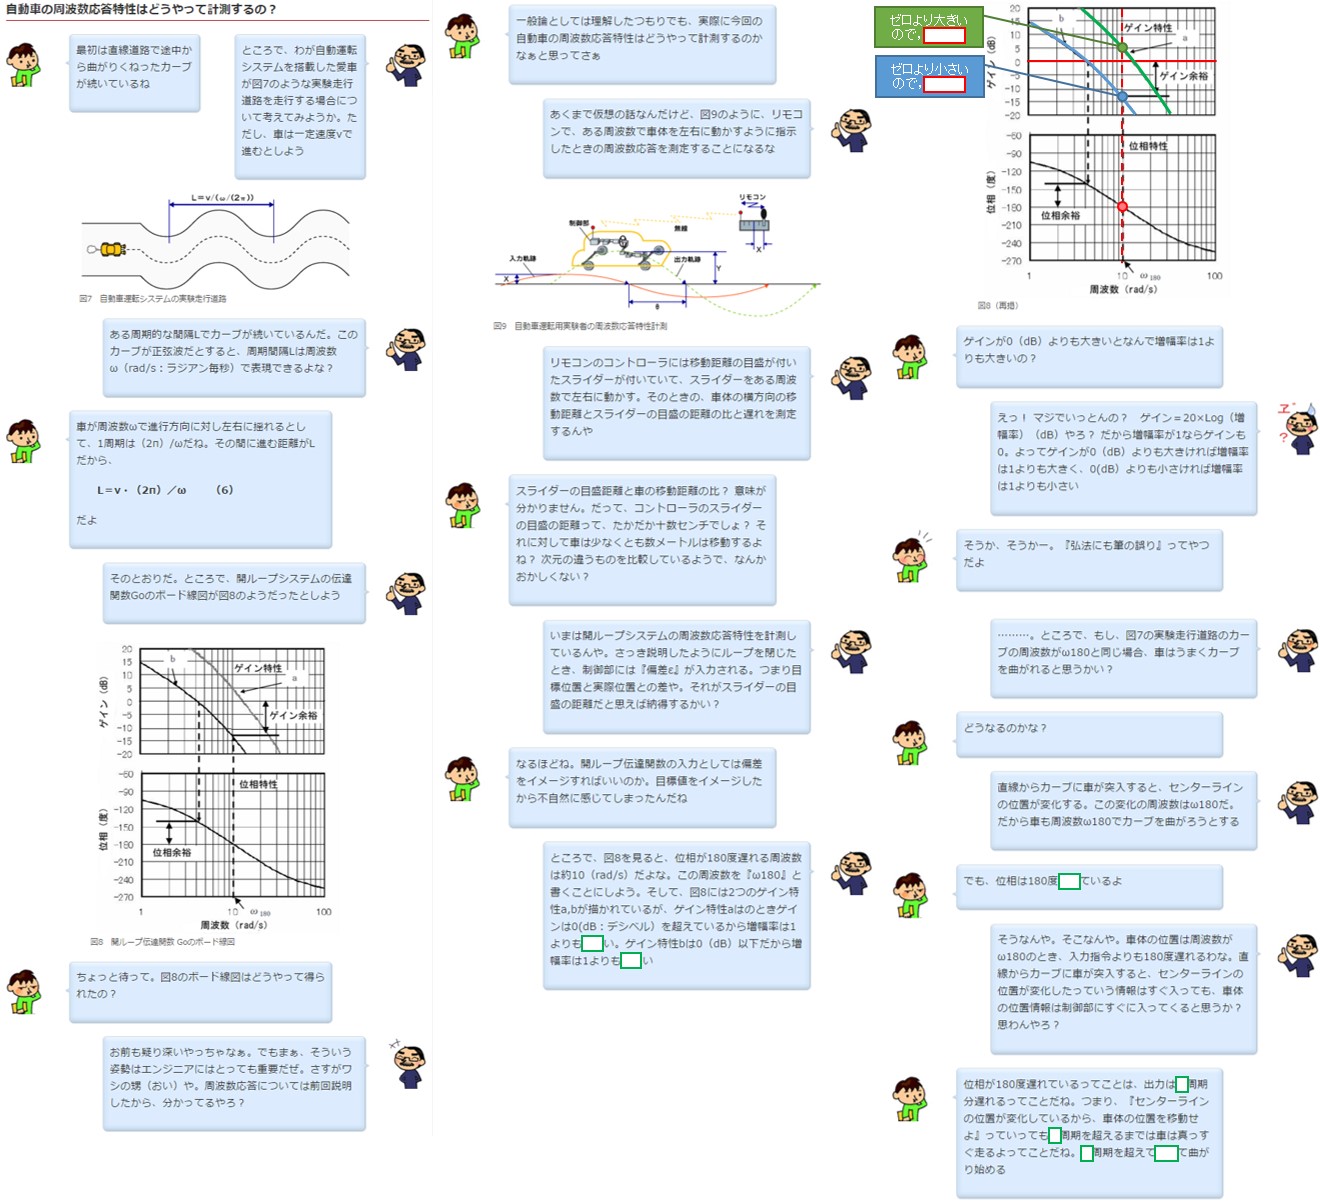 自動車の周波数応答特性はどうやって計測するの？
最初は直線道路で途中か
ら曲がりくねったカーブ
が続いているね
ところで、わが自動運転
システムを搭載した愛車
が図7のような実験走行
道路を走行する場合につ
いて考えてみようか。た
だし、車は一定速度vで
進むとしよう
L=v/(ω/(2π))
図7　自動車運転システムの実験走行道路
ある周期的な間隔Lでカーブが続いているんだ。この
カーブが正弦波だとすると、周期間隔Lは周波数
ω（rad/s：ラジアン毎秒）で表現できるよな？
車が周波数ωで進行方向に対し左右に揺れるとし
て、1周期は（2π）/ωだね。その間に進む距離がL
だから、
L＝v・（2π）／ω　　（6）
だよ
そのとおりだ。ところで、開ループシステムの伝達
関数Goのボード線図が図8のようだったとしよう
ゲイン（dB）
20
15
10
5
0
-5
-10
-15
-20
b
ゲイン特性
a
ゲイン余裕
位相（度）
-60
-90
-120
-150
-180
-210
-240
-270
位相特性
位相余裕
1
10
ω180
100
周波数（rad/s）
図8　開ループ伝達関数 Goのボード線図
ちょっと待って。図8のボード線図はどうやって得ら
れたの？
お前も疑り深いやっちゃなぁ。でもまぁ、そういう
姿勢はエンジニアにはとっても重要だぜ。さすがワ
シの甥（おい）や。周波数応答については前回説明
したから、分かってるやろ？
一般論としては理解したつもりでも、実際に今回の
自動車の周波数応答特性はどうやって計測するのか
なぁと思ってさぁ
あくまで仮想の話なんだけど、図9のように、リモコ
ンで、ある周波数で車体を左右に動かすように指示
したときの周波数応答を測定することになるな
リモコン
制御部
無線
X
入力軌跡
出力軌跡
X
Y
θ
図9　自動車運転用実験者の周波数応答特性計測
リモコンのコントローラには移動距離の目盛が付い
たスライダーが付いていて、スライダーをある周波
数で左右に動かす。そのときの、車体の横方向の移
動距離とスライダーの目盛の距離の比と遅れを測定
するんや
スライダーの目盛距離と車の移動距離の比？ 意味が
分かりません。だって、コントローラのスライダー
の目盛の距離って、たかだか十数センチでしょ？ そ
れに対して車は少なくとも数メートルは移動するよ
ね？ 次元の違うものを比較しているようで、なんか
おかしくない？
いまは開ループシステムの周波数応答特性を計測し
ているんや。さっき説明したようにループを閉じた
とき、制御部には『偏差ε』が入力される。つまり目
標位置と実際位置との差や。それがスライダーの目
盛の距離だと思えば納得するかい？
なるほどね。開ループ伝達関数の入力としては偏差
をイメージすればいいのか。目標値をイメージした
から不自然に感じてしまったんだね
ところで、図8を見ると、位相が180度遅れる周波数
は約10（rad/s）だよな。この周波数を『ω180』と
書くことにしよう。そして、図8には2つのゲイン特
性a,bが描かれているが、ゲイン特性aはのときゲイ
ンは0(dB：デシベル）を超えているから増幅率は1
よりも い。ゲイン特性bは0（dB）以下だから増
幅率は1よりも い
ゼロより大きい
ので，
ゼロより小さい
ので，
ゲイン（dB）
20
15
10
5
0
-5
-10
-15
-20
b
ゲイン特性
a
ゲイン余裕
位相（度）
-60
-90
-120
-150
-180
-210
-240
-270
位相特性
位相余裕
1
10
ω180
100
周波数（rad/s）
図8（再掲）
ゲインが0（dB）よりも大きいとなんで増幅率は1よ
りも大きいの？
えっ！ マジでいっとんの？　ゲイン＝20×Log（増
幅率）（dB）やろ？ だから増幅率が1ならゲインも
0。よってゲインが0（dB）よりも大きければ増幅率
は1よりも大きく、0(dB）よりも小さければ増幅率
は1よりも小さい
エ゛
？
そうか、そうかー。『弘法にも筆の誤り』ってやつ
だよ
………。ところで、もし、図7の実験走行道路のカー
ブの周波数がω180と同じ場合、車はうまくカーブ
を曲がれると思うかい？
どうなるのかな？
直線からカーブに車が突入すると、センターライン
の位置が変化する。この変化の周波数はω180だ。
だから車も周波数ω180でカーブを曲がろうとする
でも、位相は180度 ているよ
そうなんや。そこなんや。車体の位置は周波数が
ω180のとき、入力指令よりも180度遅れるわな。直
線からカーブに車が突入すると、センターラインの
位置が変化したっていう情報はすぐ入っても、車体
の位置情報は制御部にすぐに入ってくると思うか？
思わんやろ？
位相が180度遅れているってことは、出力は 周期
分遅れるってことだね。つまり、『センターライン
の位置が変化しているから、車体の位置を移動せ
よ』っていっても 周期を超えるまでは車は真っす
ぐ走るよってことだね。 周期を超えて て曲が
り始める